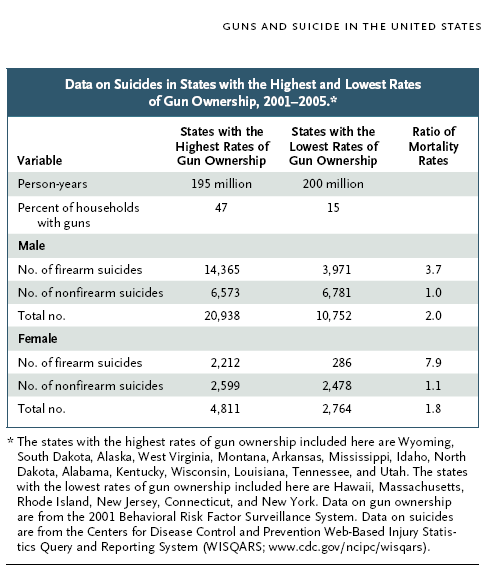 GUNS AND SUICIDE IN THE UNITED STATES
Data on Suicides in States with the Highest and Lowest Rates
of Gun Ownership, 2001–2005.*
Variable States with the Highest Rates of Gun Ownership States with the Lowest Rates of Gun Ownership Ratio of Mortality Rates
Person-years 195 million 200 million
Percent of households with guns 47 15
Male
No. of firearm suicides 14,365 3,971 3.7
No. of nonfirearm suicides 6,573 6,781 1.0
Total no. 20,938 10,752 2.0
Female
No. of firearm suicides 2,212 286 7.9
No. of nonfirearm suicides 2,599 2,478 1.1
Total no. 4,811 2,764 1.8
* The states with the highest rates of gun ownership included here are Wyoming,
South Dakota, Alaska, West Virginia, Montana, Arkansas, Mississippi, Idaho, North
Dakota, Alabama, Kentucky, Wisconsin, Louisiana, Tennessee, and Utah. The states
with the lowest rates of gun ownership included here are Hawaii, Massachusetts,
Rhode Island, New Jersey, Connecticut, and New York. Data on gun ownership
are from the 2001 Behavioral Risk Factor Surveillance System. Data on suicides
are from the Centers for Disease Control and Prevention Web-Based Injury Statis-
tics Query and Reporting System (WISQARS; www.cdc.gov/ncipc/wisqars).